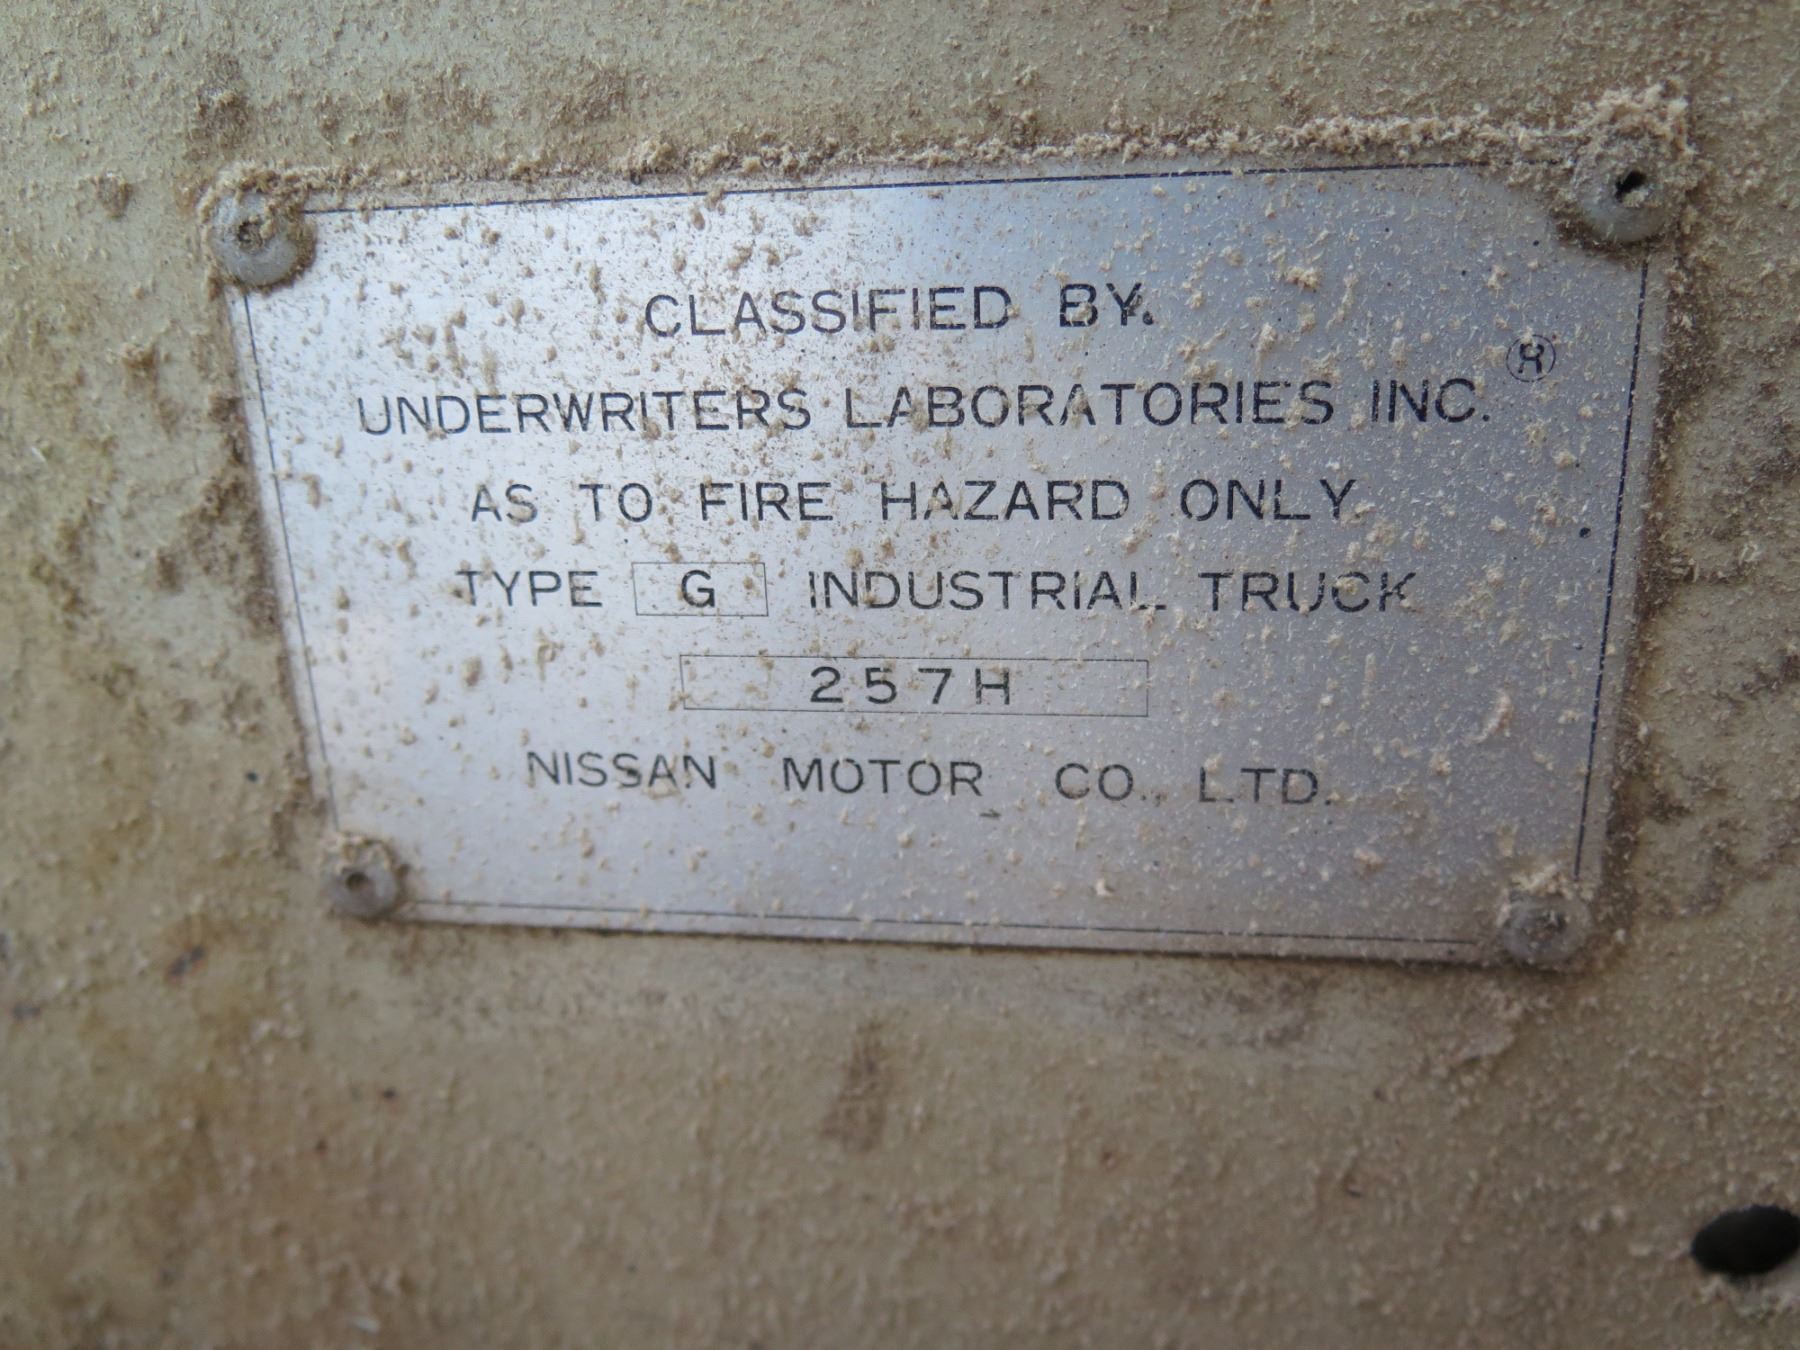 CLASSIFIED BY.
UNDERWRITERS LABORATORIES INC.®
AS TO FIRE HAZARD ONLY
TYPE G INDUSTRIAL TRUCK
257H
NISSAN MOTOR CO., LTD.